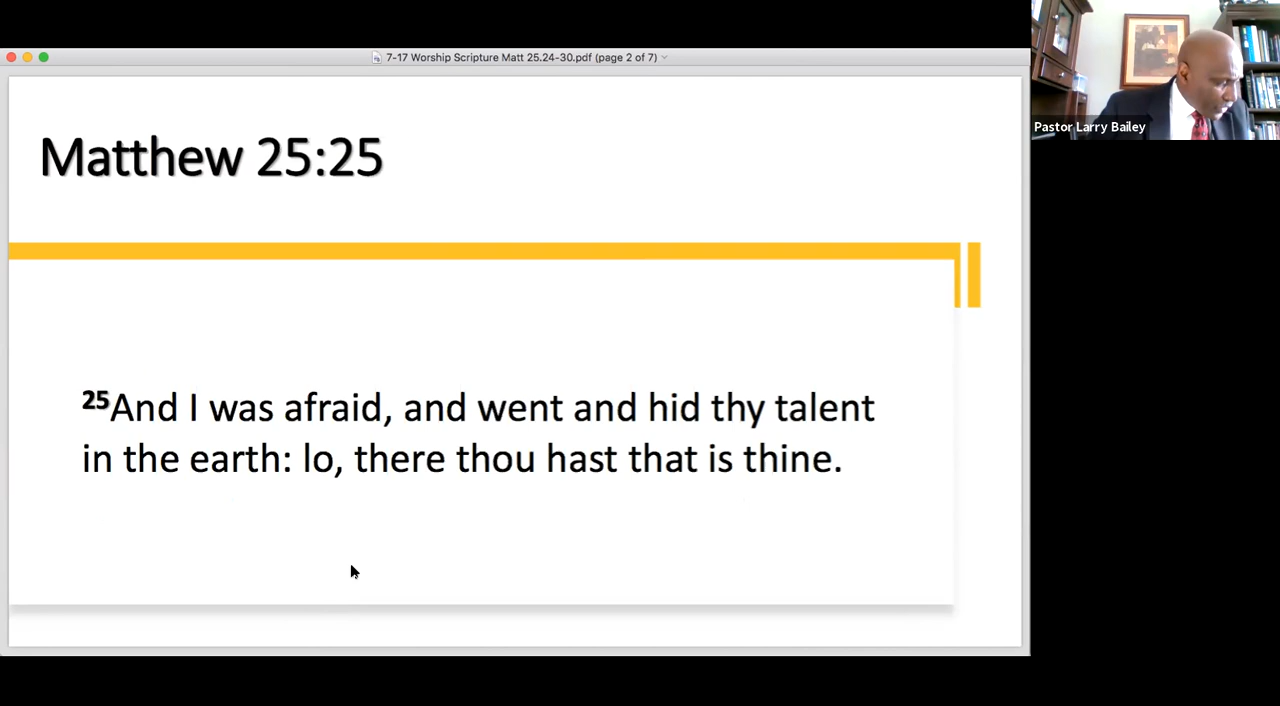 7-17 Worship Scripture Matt 25.24-30.pdf (page 2 of 7)
Pastor Larry Bailey
Matthew 25:25
25And I was afraid, and went and hid thy talent
in the earth: lo, there thou hast that is thine.